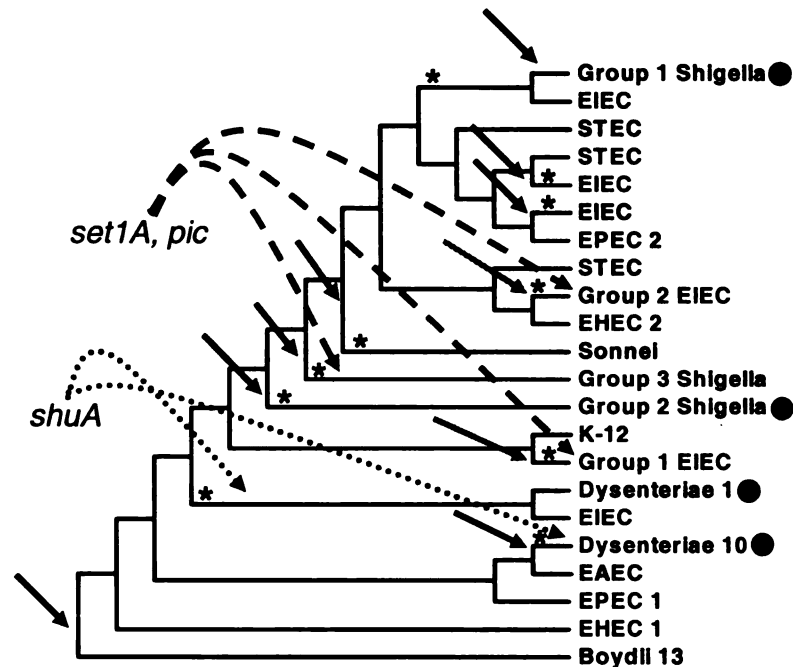 Group 1 Shigella
EIEC
STEC
STEC
EIEC
EIEC
EPEC 2
STEC
Group 2 EIEC
EHEC 2
Sonnei
Group 3 Shigella
Group 2 Shigella
K-12
Group 1 EIEC
Dysenteriae 1
EIEC
Dysenteriae 10
EAEC
EPEC 1
EHEC 1
Boydii 13
set1A, pic
shuA